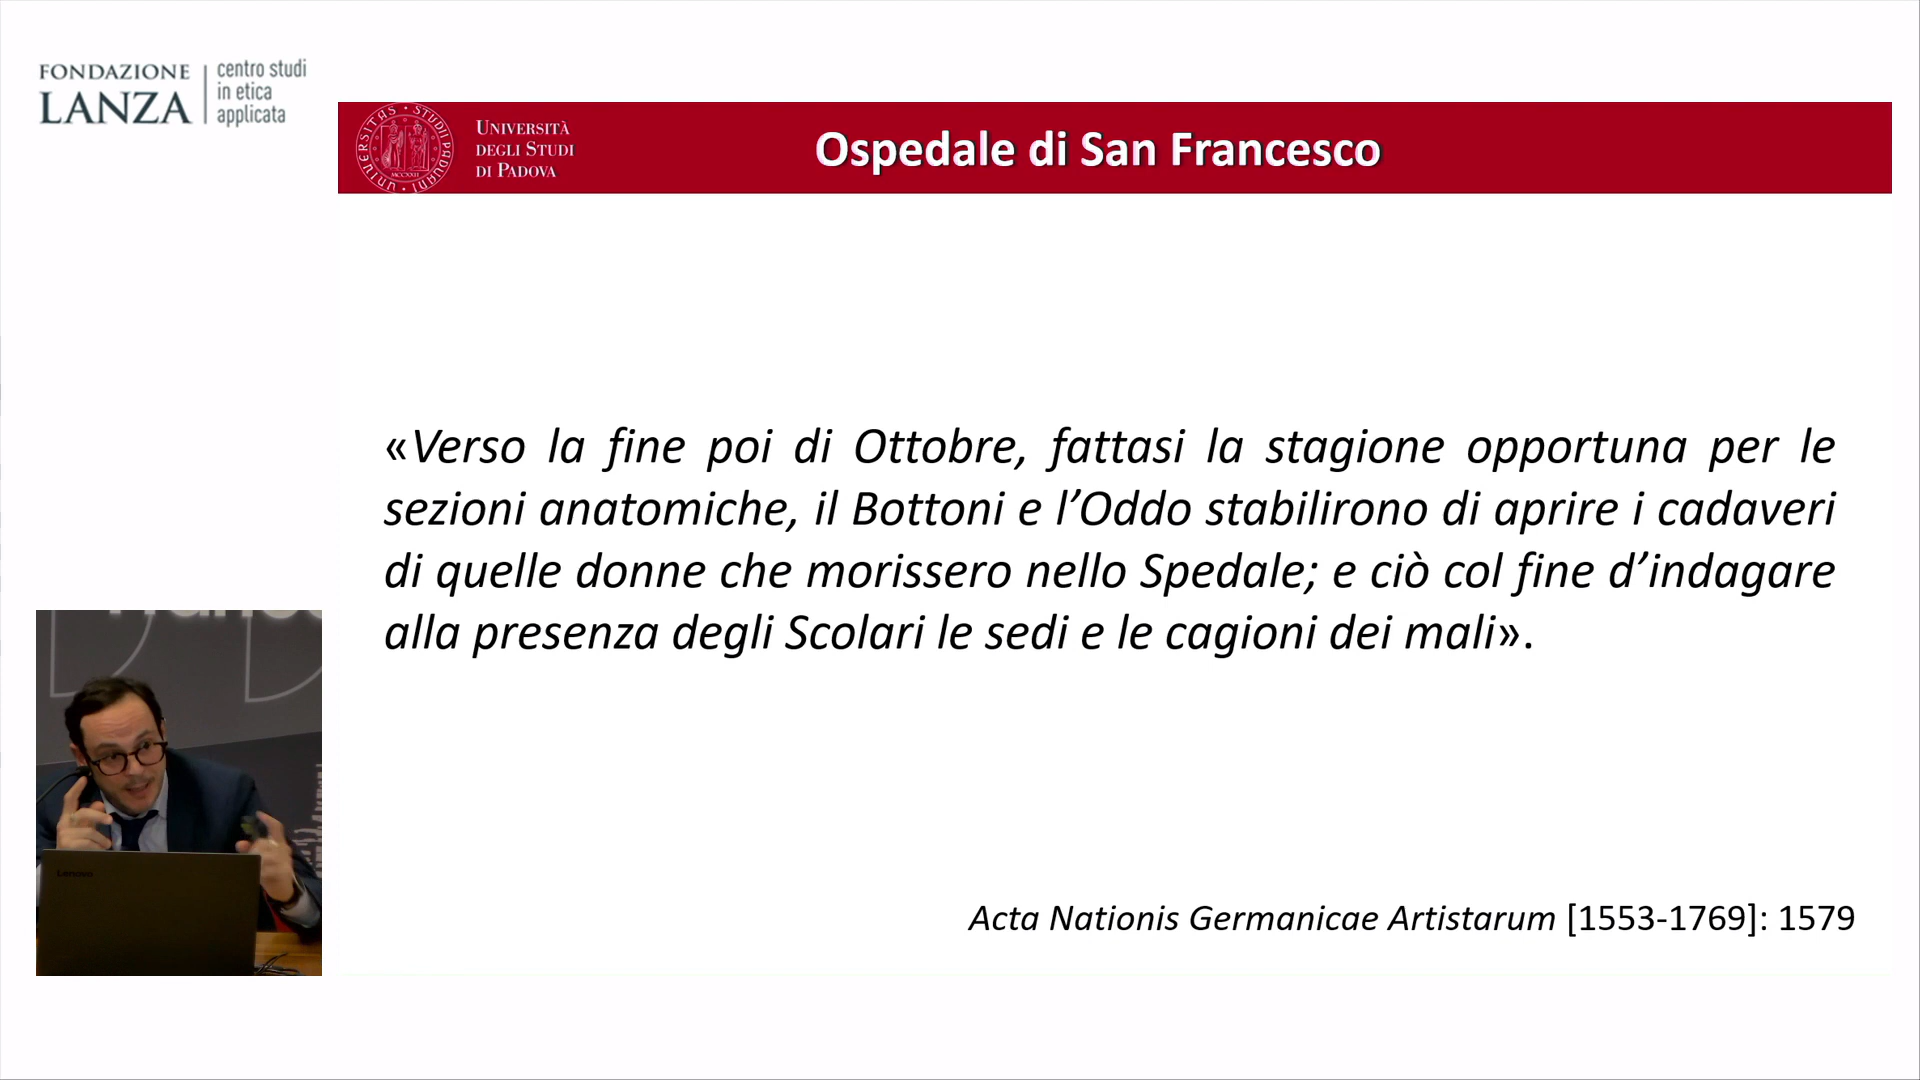 FONDAZIONE
LANZA
centro studi
in etica
applicata
UNIVERSITÀ
DEGLI STUDI
DI PADOVA
Ospedale di San Francesco
«Verso la fine poi di Ottobre, fattasi la stagione opportuna per le
sezioni anatomiche, il Bottoni e l’Oddo stabilirono di aprire i cadaveri
di quelle donne che morissero nello Spedale; e ciò col fine d’indagare
alla presenza degli Scolari le sedi e le cagioni dei mali».
Lenovo
Acta Nationis Germanicae Artistarum [1553-1769]: 1579